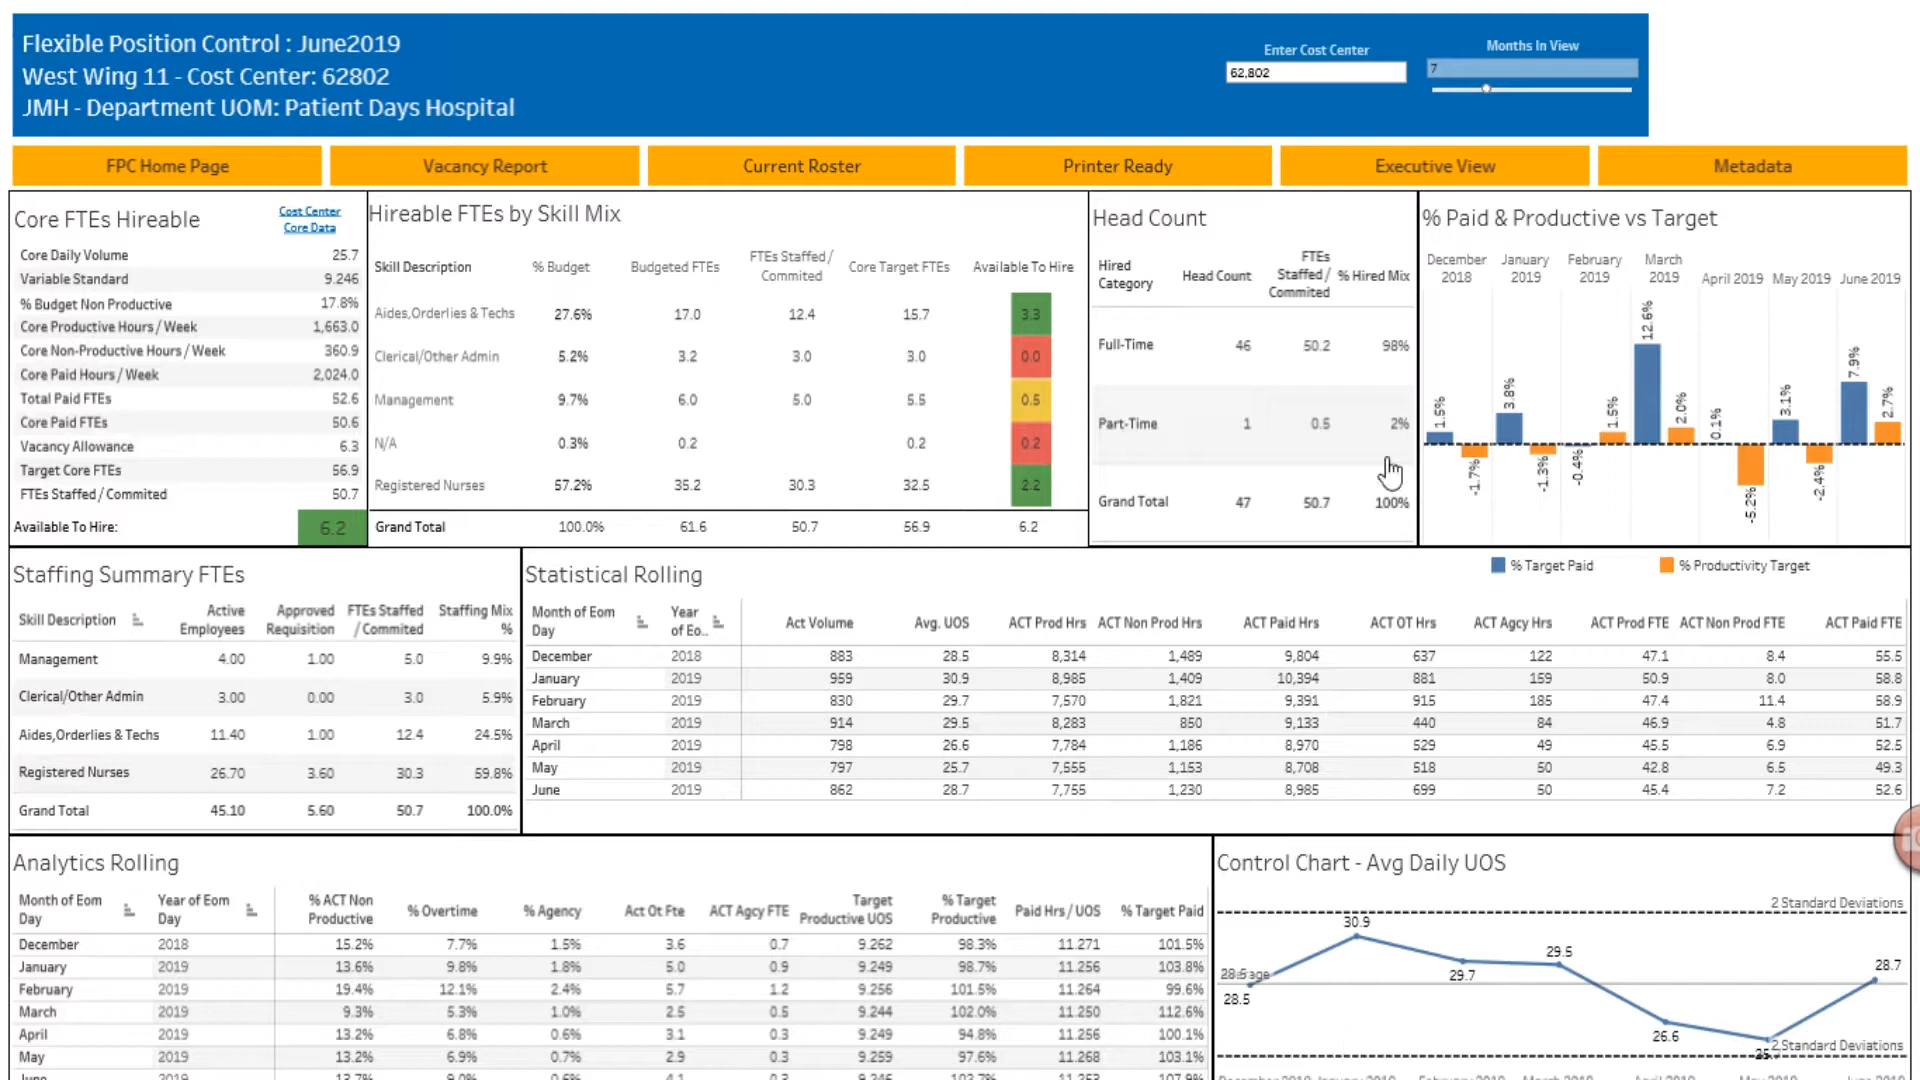 Flexible Position Control : June2019
West Wing 11 - Cost Center: 62802
JMH - Department UOM: Patient Days Hospital
Enter Cost Center
62,802
Months In View
7
FPC Home Page Vacancy Report Current Roster Printer Ready Executive View Metadata
Core FTEs Hireable
Cost Center
Core Data
Core Daily Volume 25.7
Variable Standard 9.246
% Budget Non Productive 17.8%
Core Productive Hours / Week 1,663.0
Core Non-Productive Hours / Week 360.9
Core Paid Hours / Week 2,024.0
Total Paid FTEs 52.6
Core Paid FTEs 50.6
Vacancy Allowance 6.3
Target Core FTEs 56.9
FTEs Staffed / Commited 50.7
Available To Hire: 6.2
Hireable FTEs by Skill Mix
Skill Description % Budget Budgeted FTEs FTEs Staffed / Commited Core Target FTEs Available To Hire
Aides,Orderlies & Techs 27.6% 17.0 12.4 15.7 3.3
Clerical/Other Admin 5.2% 3.2 3.0 3.0 0.0
Management 9.7% 6.0 5.0 5.5 0.5
N/A 0.3% 0.2 0.2 0.2
Registered Nurses 57.2% 35.2 30.3 32.5 2.2
Grand Total 100.0% 61.6 50.7 56.9 6.2
Head Count
Hired Category Head Count FTEs Staffed / Commited % Hired Mix
Full-Time 46 50.2 98%
Part-Time 1 0.5 2%
Grand Total 47 50.7 100%
% Paid & Productive vs Target
December 2018 January 2019 February 2019 March 2019 April 2019 May 2019 June 2019
1.5% -1.7% 3.8% -1.3% -0.4% 1.5% 12.6% 2.0% 0.1% -5.2% 3.1% -2.4% 7.9% 2.7%
% Target Paid % Productivity Target
Staffing Summary FTEs
Skill Description Active Employees Approved Requisition FTEs Staffed / Commited Staffing Mix %
Management 4.00 1.00 5.0 9.9%
Clerical/Other Admin 3.00 0.00 3.0 5.9%
Aides,Orderlies & Techs 11.40 1.00 12.4 24.5%
Registered Nurses 26.70 3.60 30.3 59.8%
Grand Total 45.10 5.60 50.7 100.0%
Statistical Rolling
Month of Eom Day Year of Eo.. Act Volume Avg. UOS ACT Prod Hrs ACT Non Prod Hrs ACT Paid Hrs ACT OT Hrs ACT Agcy Hrs ACT Prod FTE ACT Non Prod FTE ACT Paid FTE
December 2018 883 28.5 8,314 1,489 9,804 637 122 47.1 8.4 55.5
January 2019 959 30.9 8,985 1,409 10,394 881 159 50.9 8.0 58.8
February 2019 830 29.7 7,570 1,821 9,391 915 185 47.4 11.4 58.9
March 2019 914 29.5 8,283 850 9,133 440 84 46.9 4.8 51.7
April 2019 798 26.6 7,784 1,186 8,970 529 49 45.5 6.9 52.5
May 2019 797 25.7 7,555 1,153 8,708 518 50 42.8 6.5 49.3
June 2019 862 28.7 7,755 1,230 8,985 699 50 45.4 7.2 52.6
Analytics Rolling
Month of Eom Day Year of Eom Day % ACT Non Productive % Overtime % Agency Act Ot Fte ACT Agcy FTE Target Productive UOS % Target Productive Paid Hrs / UOS % Target Paid
December 2018 15.2% 7.7% 1.5% 3.6 0.7 9.262 98.3% 11.271 101.5%
January 2019 13.6% 9.8% 1.8% 5.0 0.9 9.249 98.7% 11.256 103.8%
February 2019 19.4% 12.1% 2.4% 5.7 1.2 9.256 101.5% 11.264 99.6%
March 2019 9.3% 5.3% 1.0% 2.5 0.5 9.244 102.0% 11.250 112.6%
April 2019 13.2% 6.8% 0.6% 3.1 0.3 9.249 94.8% 11.256 100.1%
May 2019 13.2% 6.9% 0.7% 2.9 0.3 9.259 97.6% 11.268 103.1%
June 2019
Control Chart - Avg Daily UOS
2 Standard Deviations
30.9
29.5
28.7
29.7
28.5
26.6
2 Standard Deviations